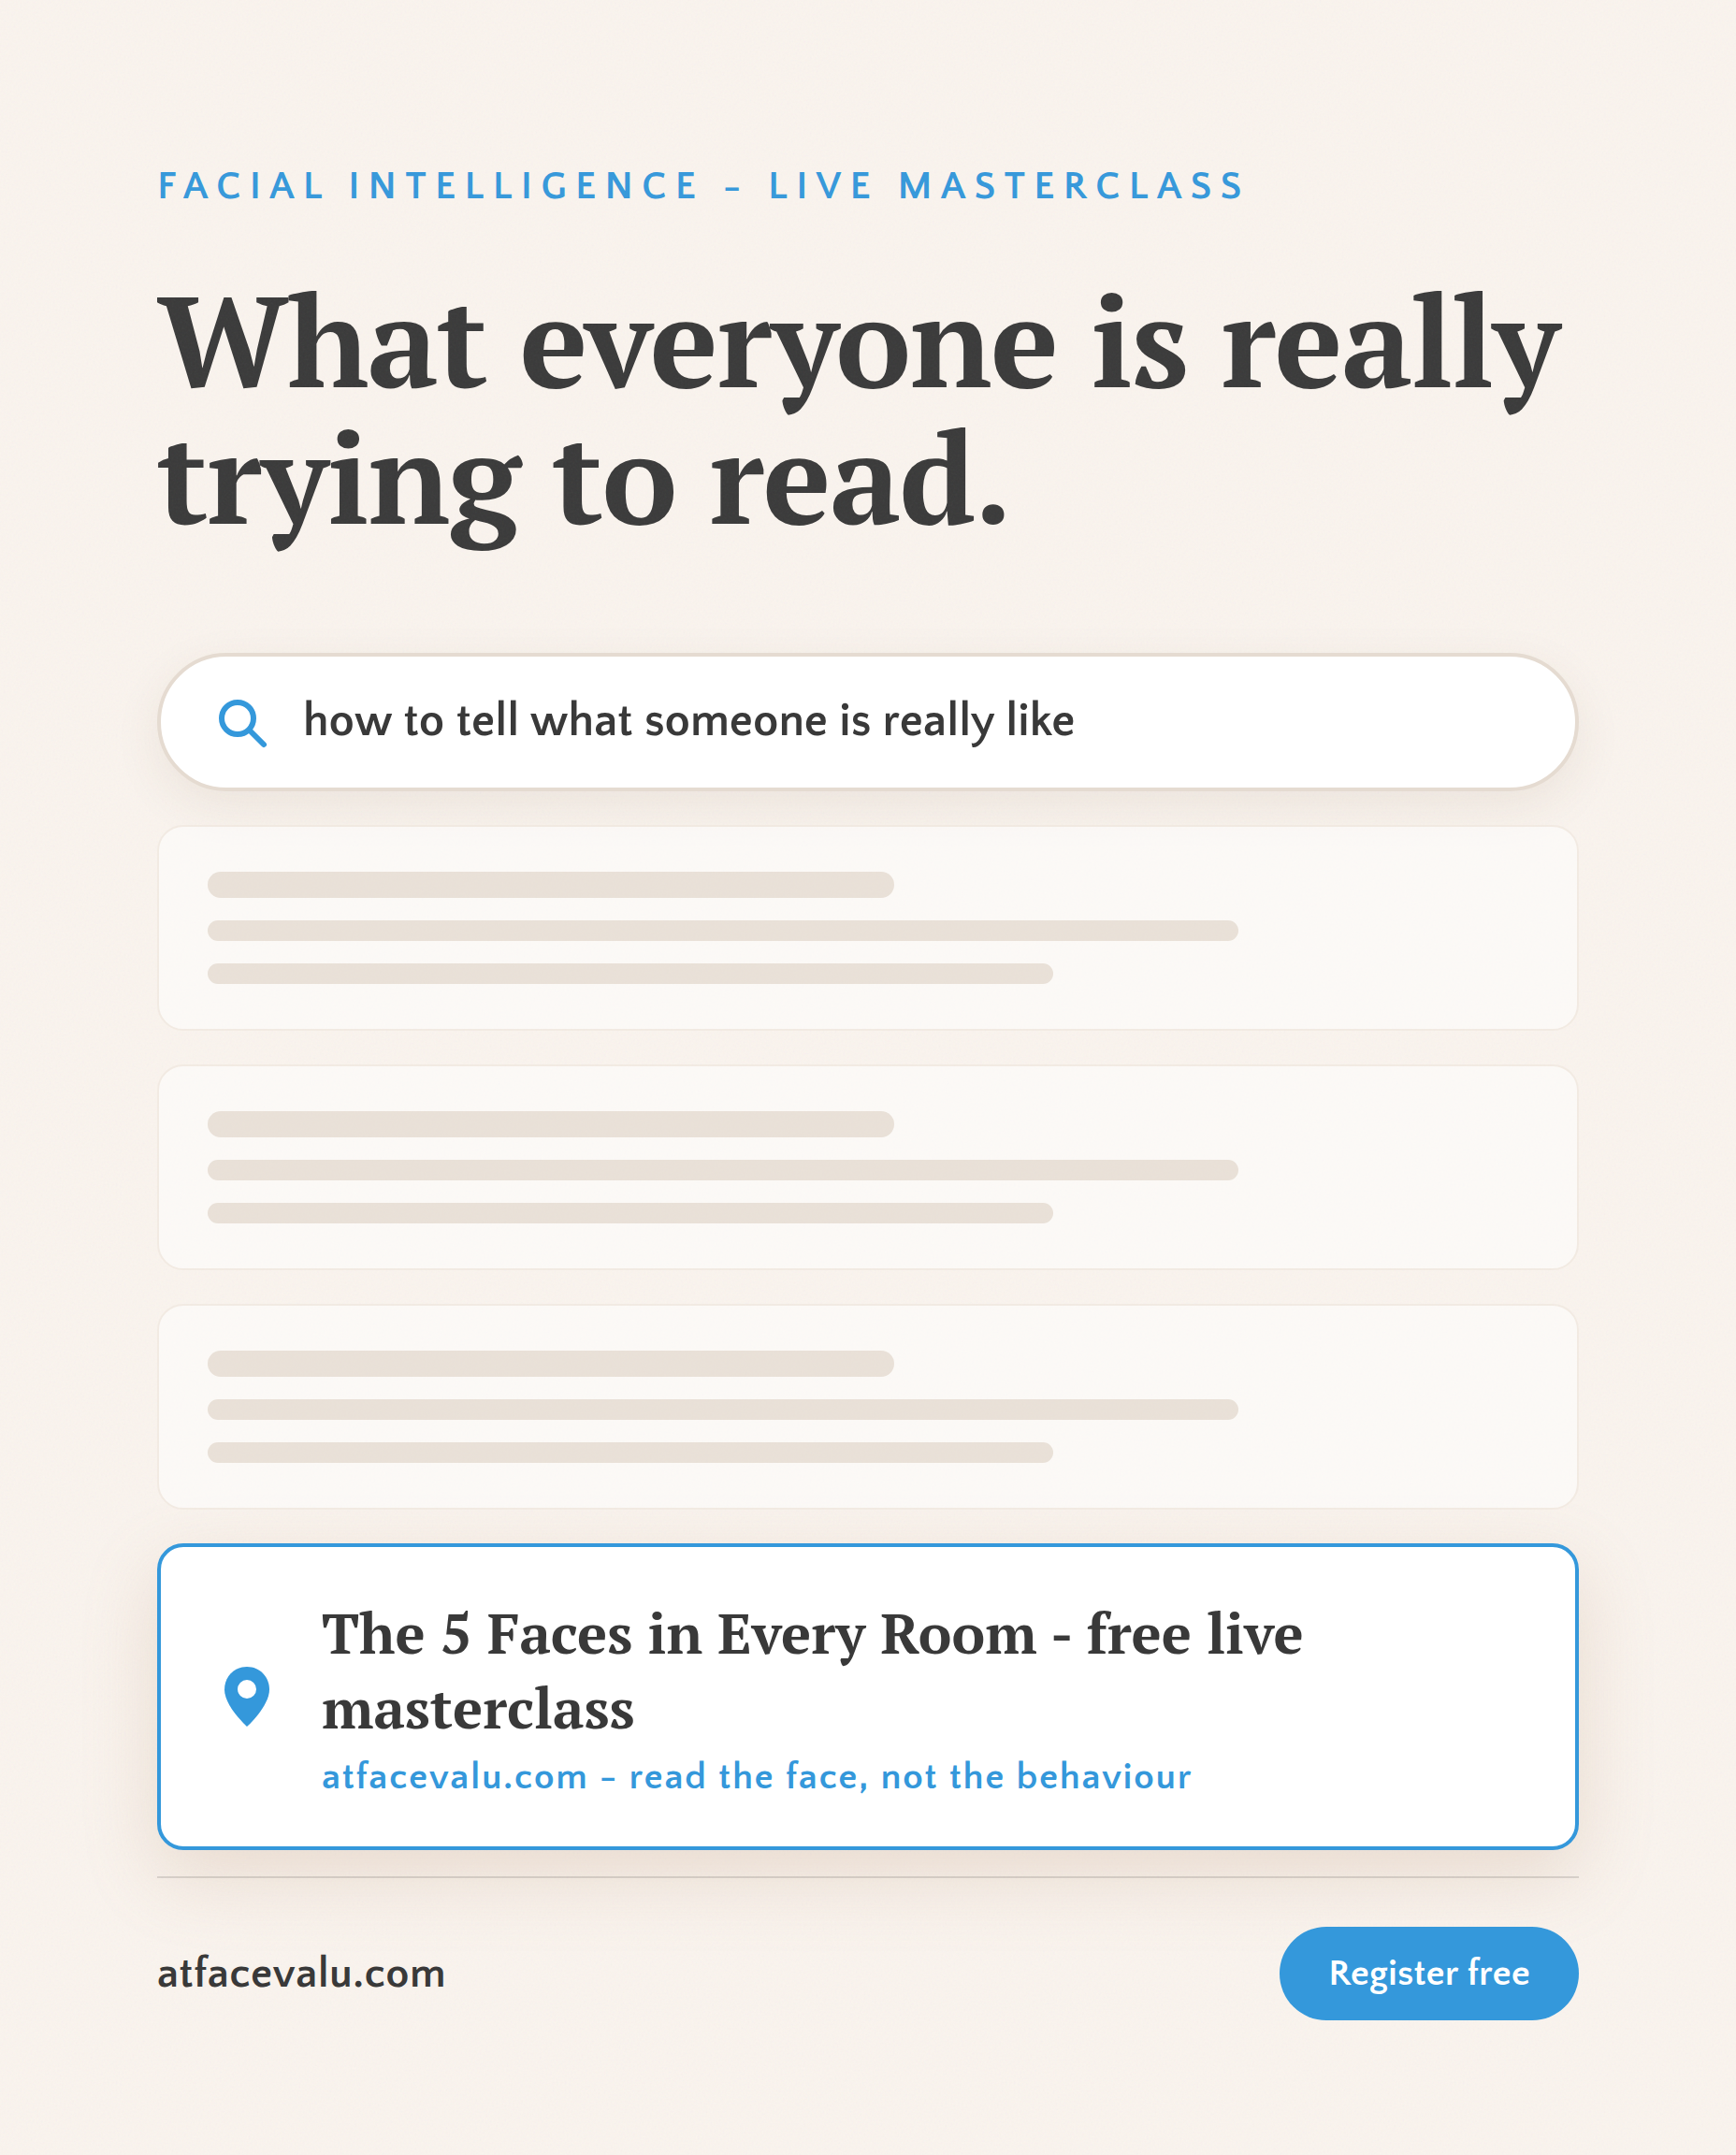 FACIAL INTELLIGENCE – LIVE MASTERCLASS
What everyone is really
trying to read.
how to tell what someone is really like
The 5 Faces in Every Room - free live
masterclass
atfacevalu.com – read the face, not the behaviour
atfacevalu.com
Register free